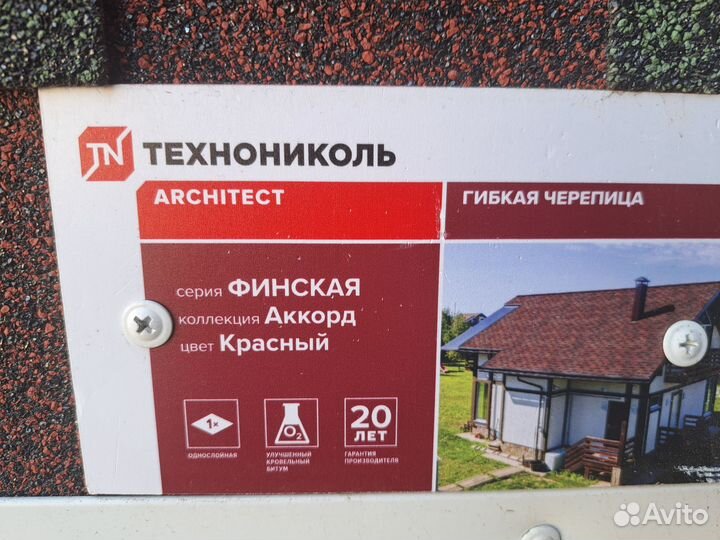 TN ТЕХНОНИКОЛЬ
ARCHITECT
ГИБКАЯ ЧЕРЕПИЦА
серия ФИНСКАЯ
коллекция Аккорд
цвет Красный
1x
ОДНОСЛОЙНАЯ
O2
УЛУЧШЕННЫЙ
КРОВЕЛЬНЫЙ
БИТУМ
20
ЛЕТ
ГАРАНТИЯ
ПРОИЗВОДИТЕЛЯ
Avito